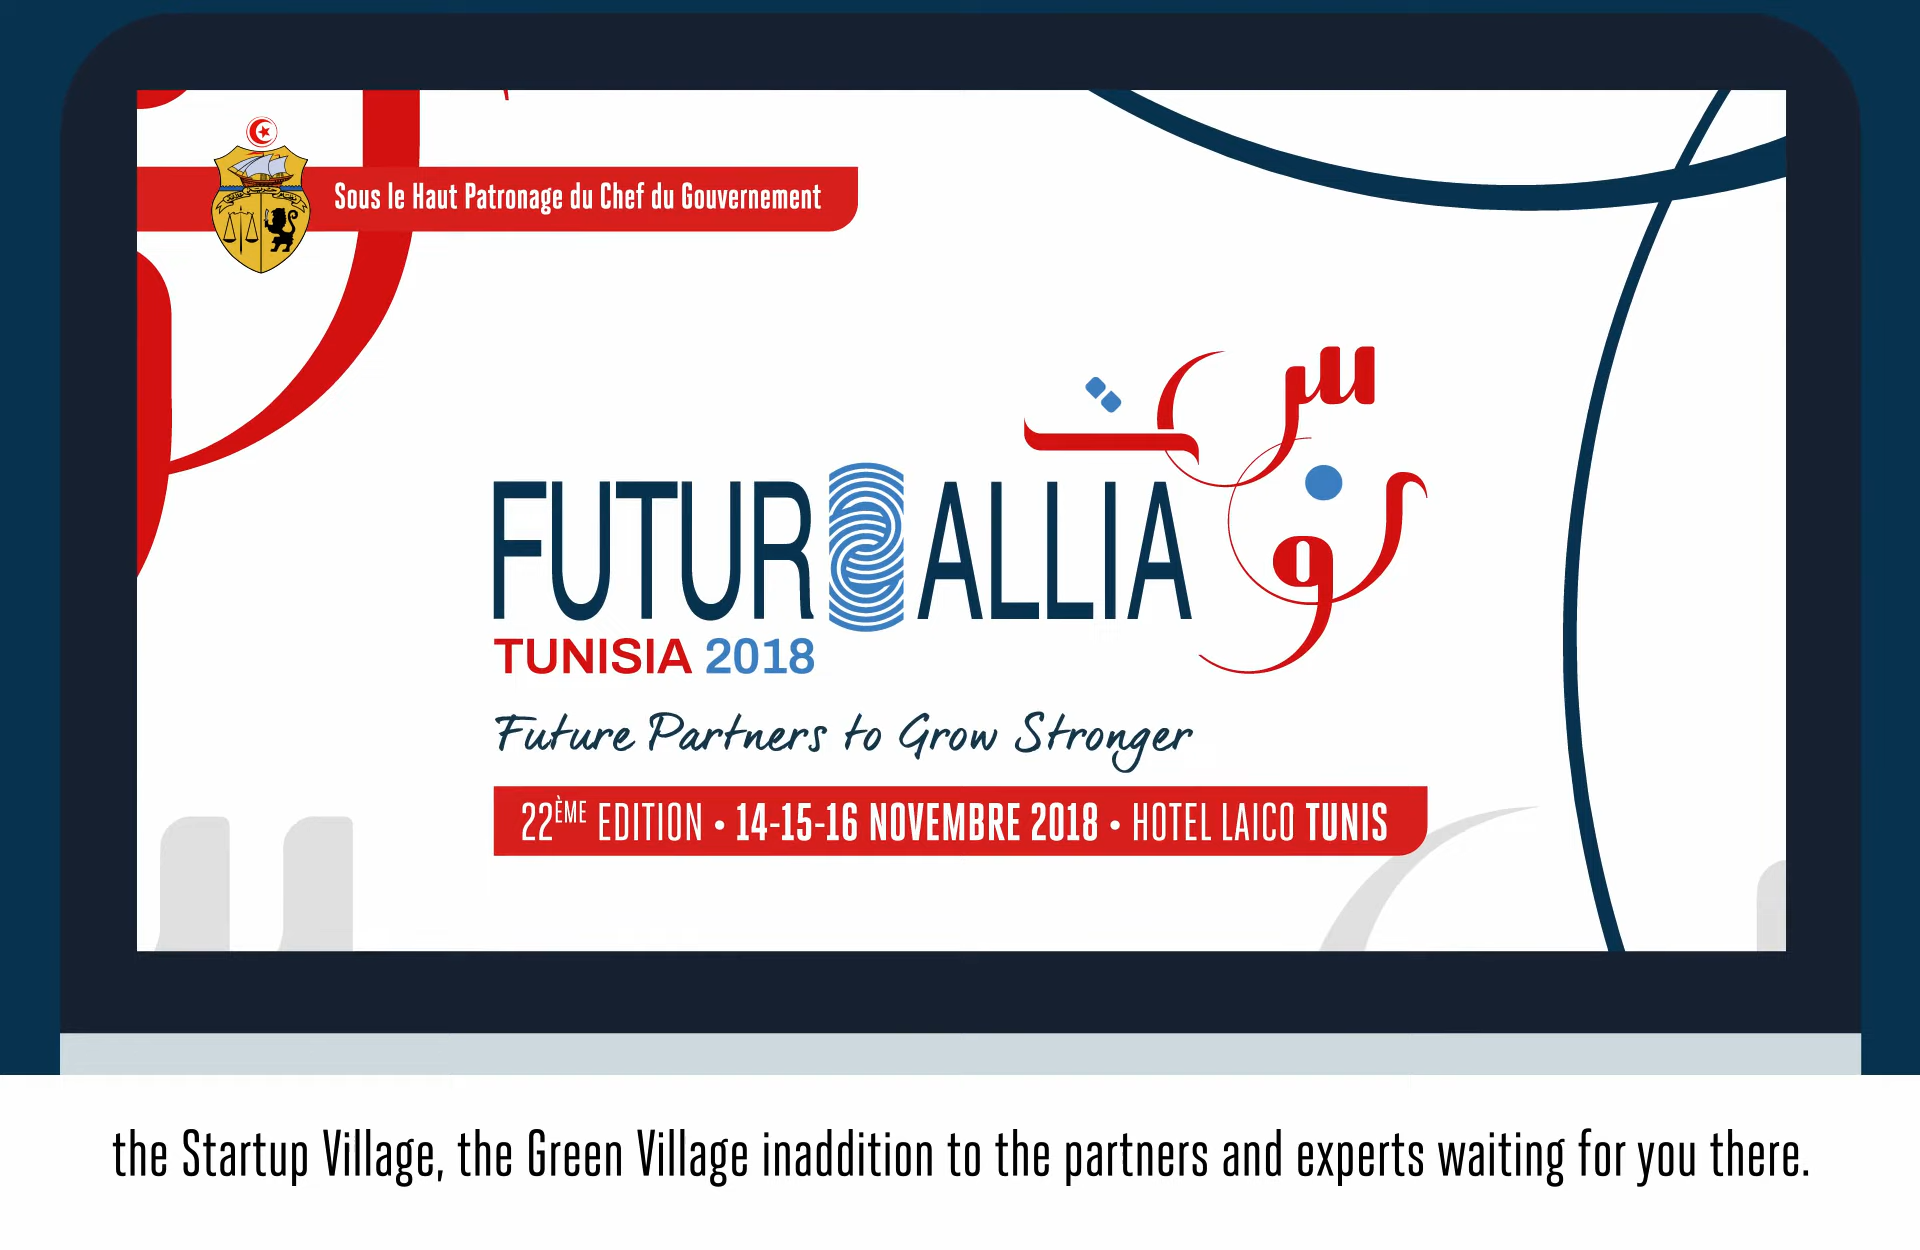 Sous le Haut Patronage du Chef du Gouvernement
تونس
FUTURALLIA
TUNISIA 2018
Future Partners to Grow Stronger
22ÈME EDITION • 14-15-16 NOVEMBRE 2018 • HOTEL LAICO TUNIS
the Startup Village, the Green Village inaddition to the partners and experts waiting for you there.